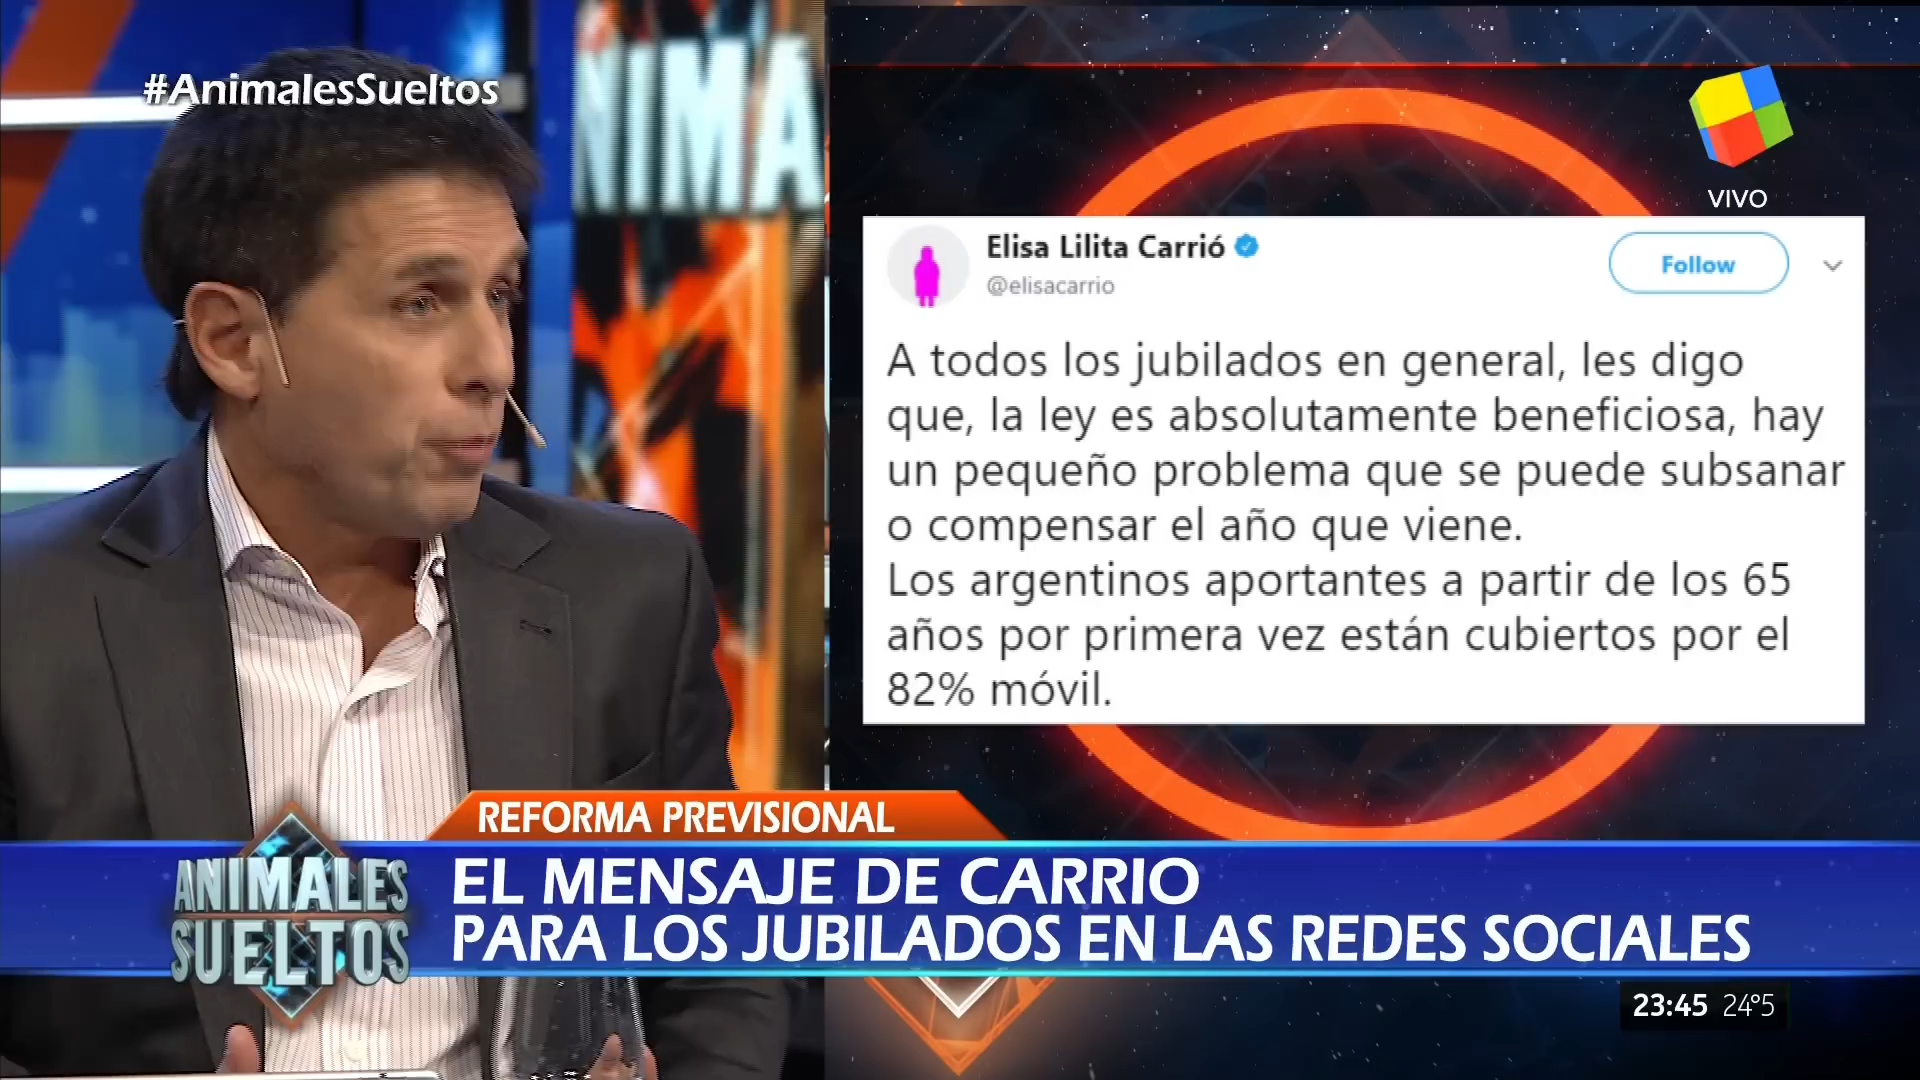 #AnimalesSueltos
ANIMA
VIVO
Elisa Lilita Carrió
@elisacarrio
Follow
A todos los jubilados en general, les digo
que, la ley es absolutamente beneficiosa, hay
un pequeño problema que se puede subsanar
o compensar el año que viene.
Los argentinos aportantes a partir de los 65
años por primera vez están cubiertos por el
82% móvil.
REFORMA PREVISIONAL
ANIMALES
SUELTOS
EL MENSAJE DE CARRIO
PARA LOS JUBILADOS EN LAS REDES SOCIALES
23:45 24°5